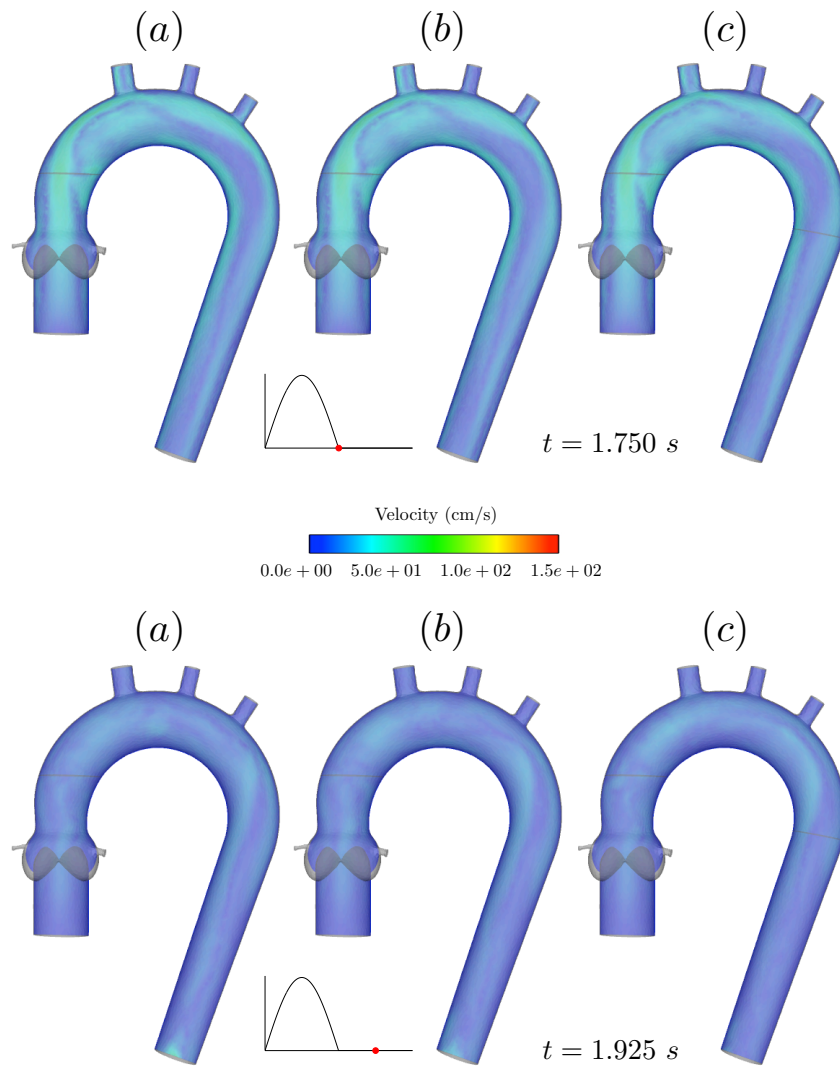 (a) (b) (c)
t = 1.750 s
Velocity (cm/s)
0.0e + 00 5.0e + 01 1.0e + 02 1.5e + 02
(a) (b) (c)
t = 1.925 s